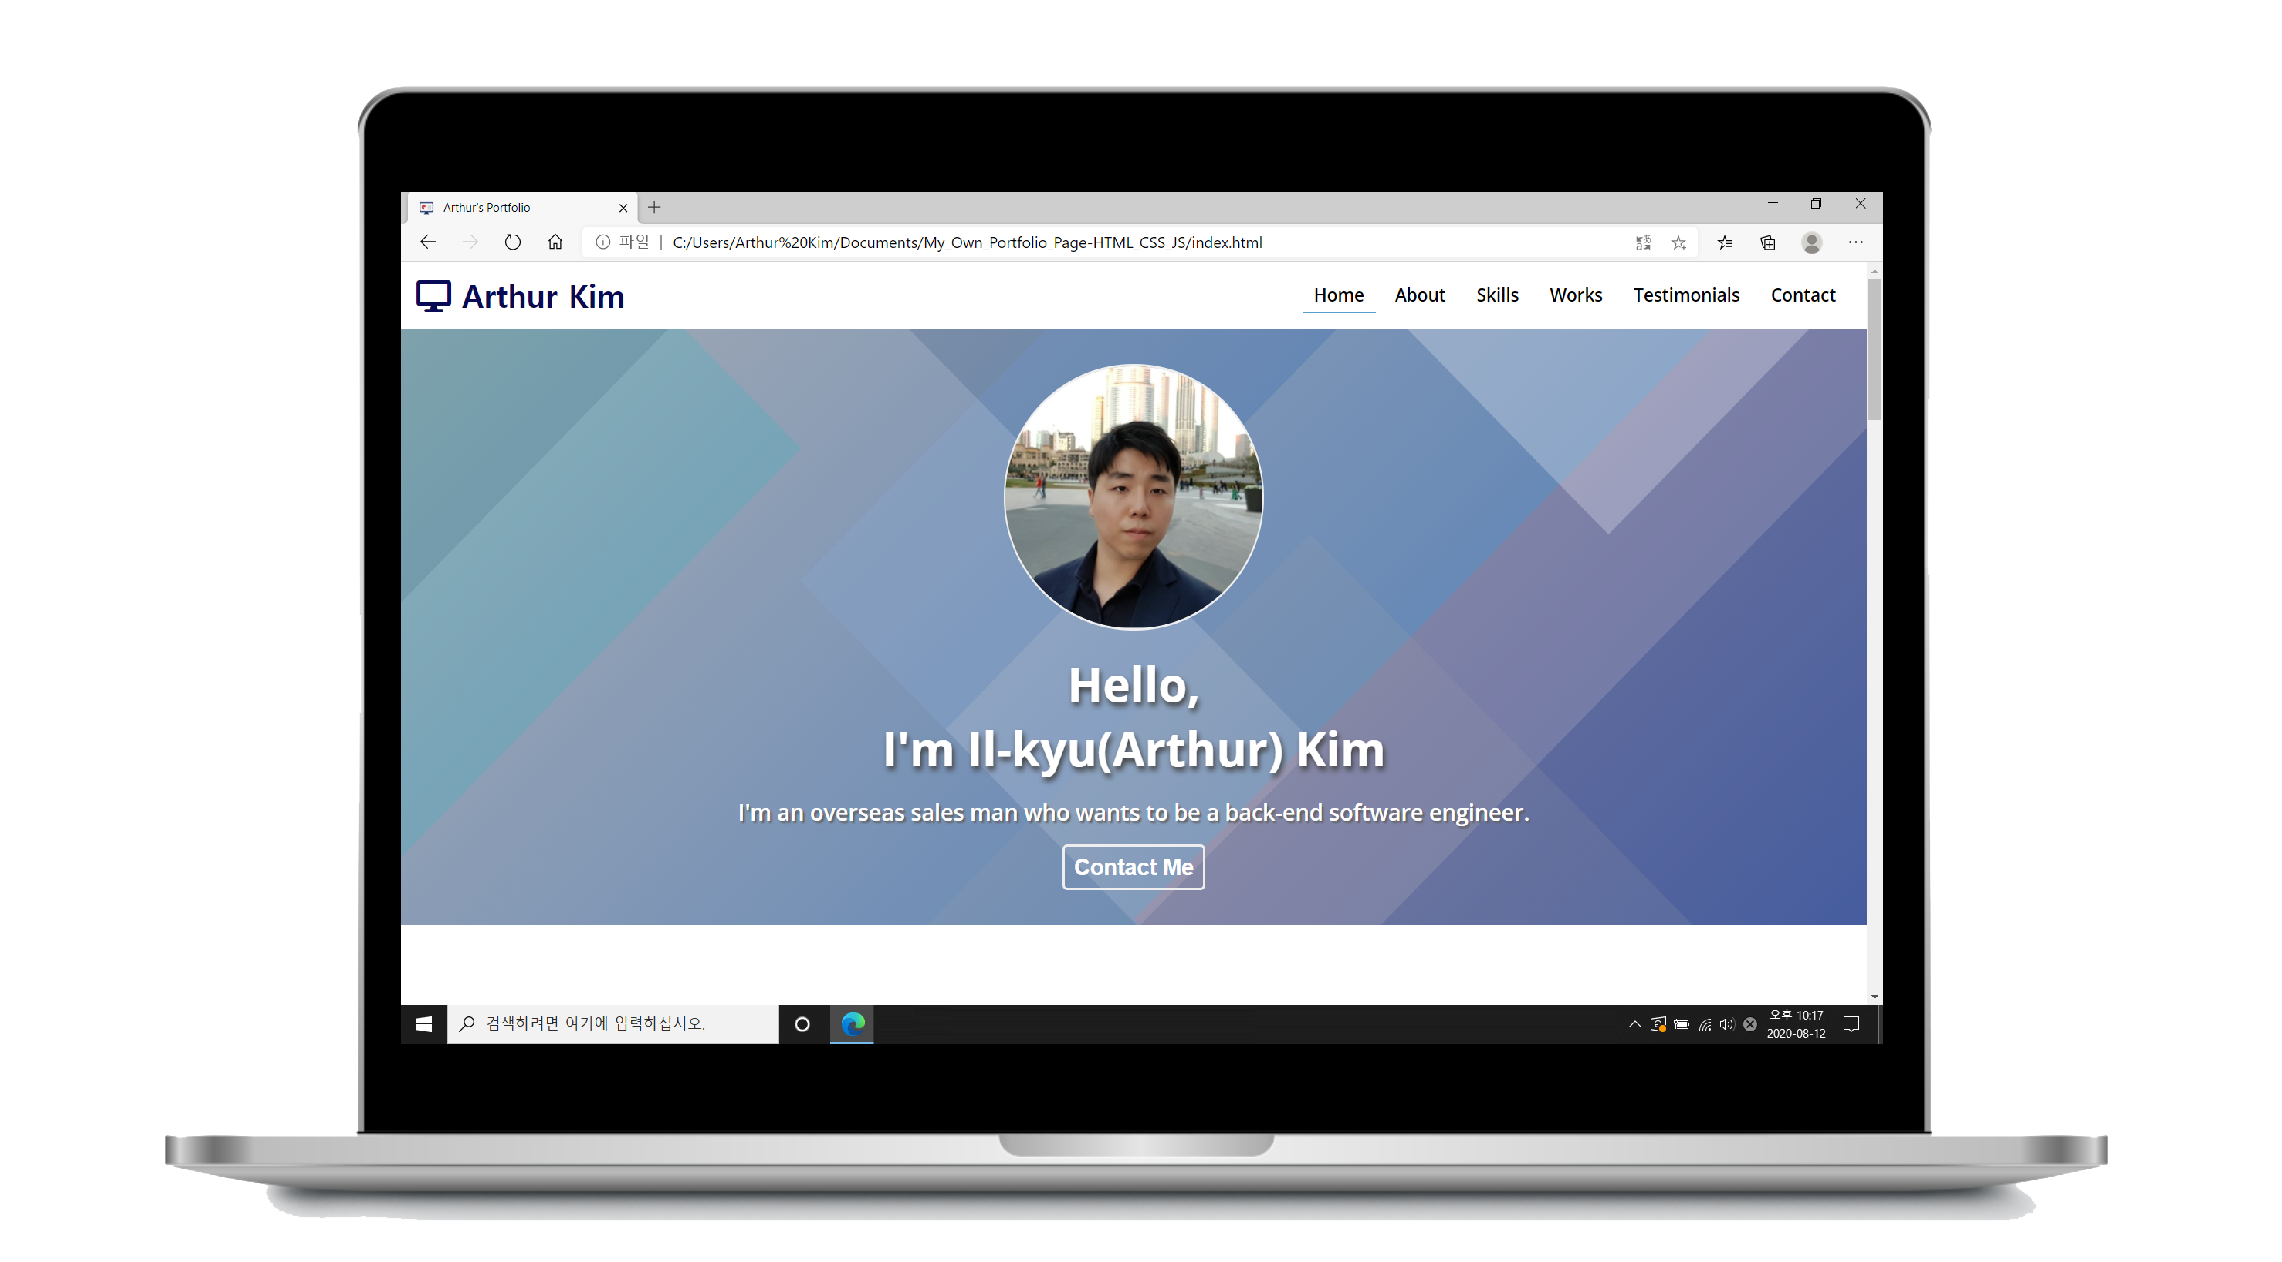 Arthur's Portfolio
파일 | C:/Users/Arthur%20Kim/Documents/My Own Portfolio Page-HTML CSS JS/index.html
Arthur Kim
Home About Skills Works Testimonials Contact
Hello,
I'm Il-kyu(Arthur) Kim
I'm an overseas sales man who wants to be a back-end software engineer.
Contact Me
검색하려면 여기에 입력하십시오.
오후 10:17
2020-08-12